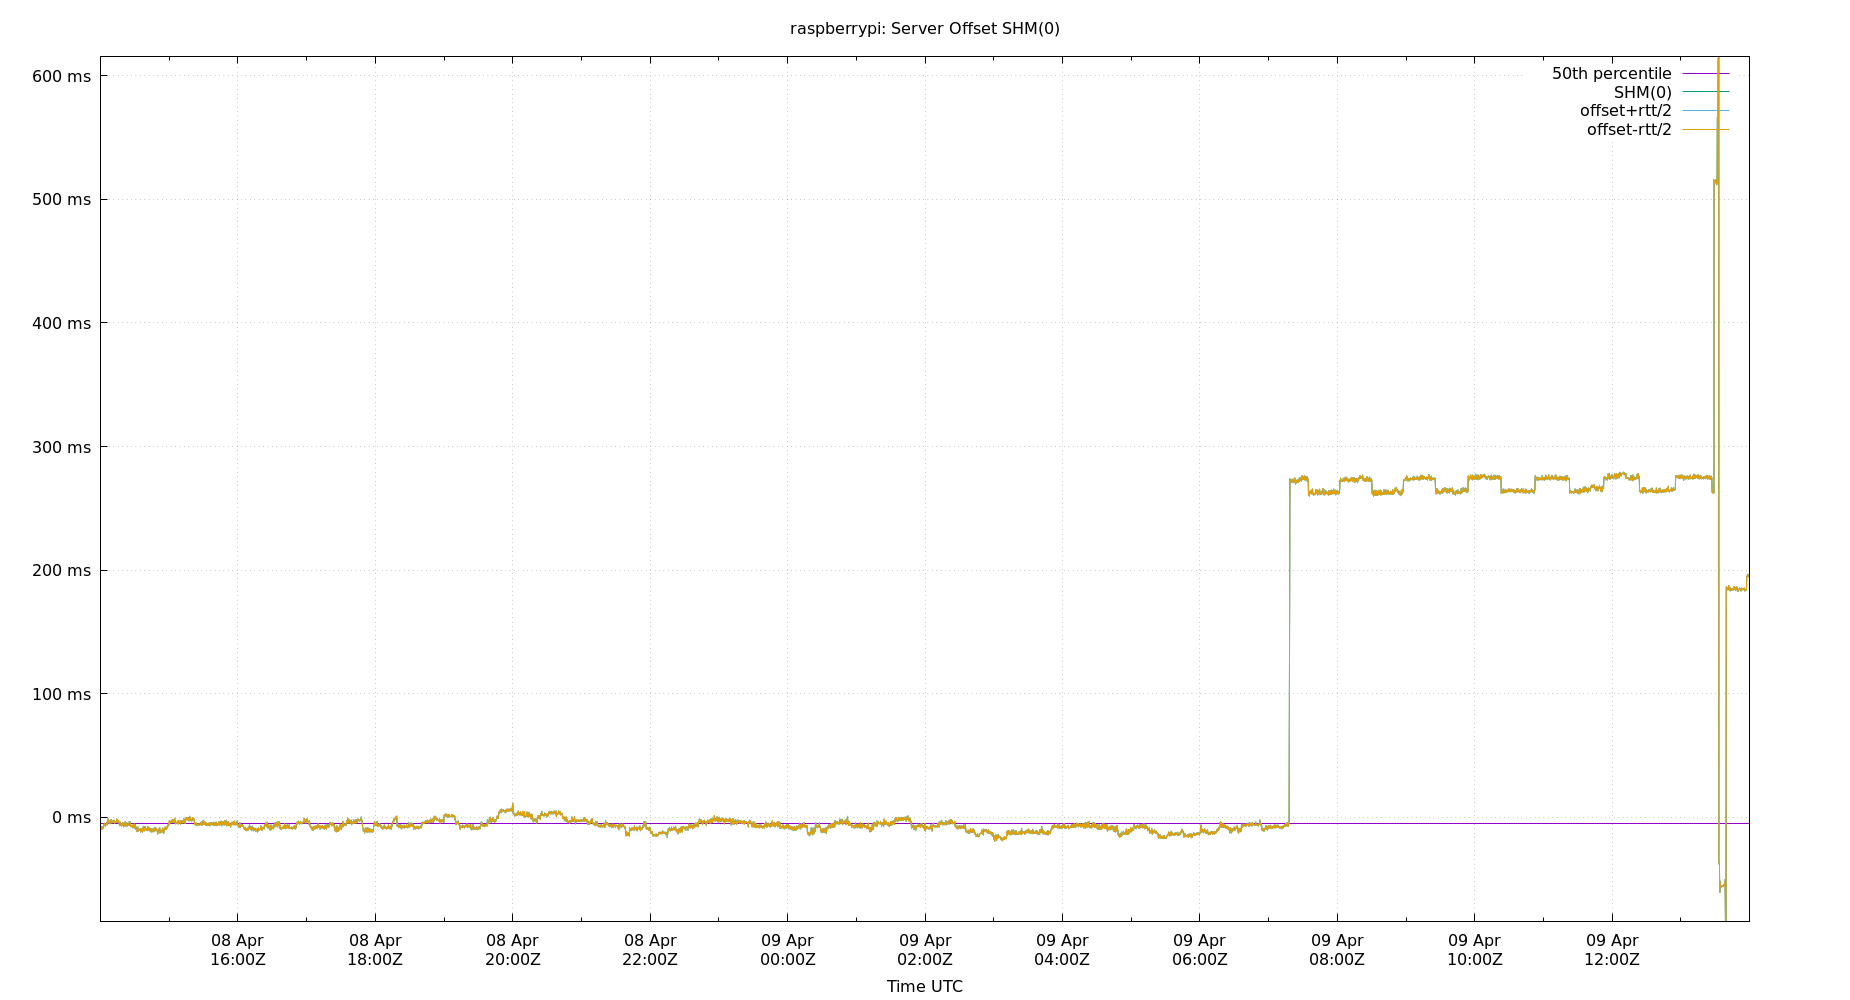 raspberrypi: Server Offset SHM(0)
600 ms
500 ms
400 ms
300 ms
200 ms
100 ms
0 ms
50th percentile
SHM(0)
offset+rtt/2
offset-rtt/2
08 Apr 08 Apr 08 Apr 08 Apr 09 Apr 09 Apr 09 Apr 09 Apr 09 Apr 09 Apr 09 Apr
16:00Z 18:00Z 20:00Z 22:00Z 00:00Z 02:00Z 04:00Z 06:00Z 08:00Z 10:00Z 12:00Z
Time UTC